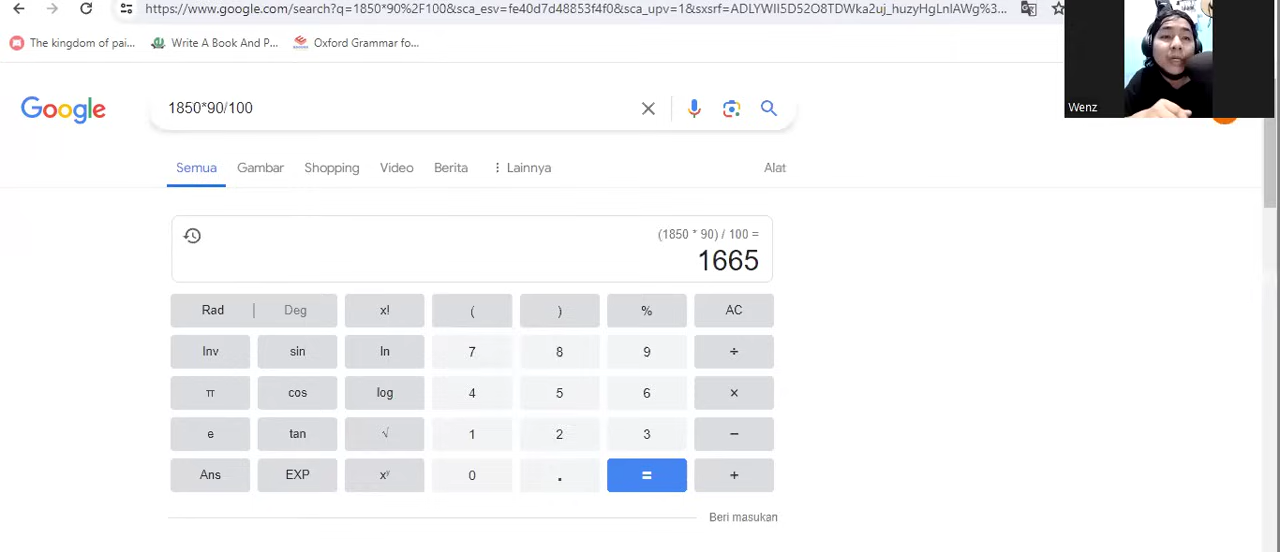 https://www.google.com/search?q=1850*90%2F100&sca_esv=fe40d7d48853f4f0&sca_upv=1&sxsrf=ADLYWII5D52O8TDWka2uj_huzyHgLnIAWg%3...
The kingdom of pai...
Write A Book And P...
Oxford Grammar fo...
Wenz
Google
1850*90/100
Semua Gambar Shopping Video Berita ⋮ Lainnya Alat
(1850 * 90) / 100 =
1665
Rad | Deg x! ( ) % AC
Inv sin ln 7 8 9 ÷
π cos log 4 5 6 ×
e tan √ 1 2 3 −
Ans EXP xʸ 0 . = +
Beri masukan